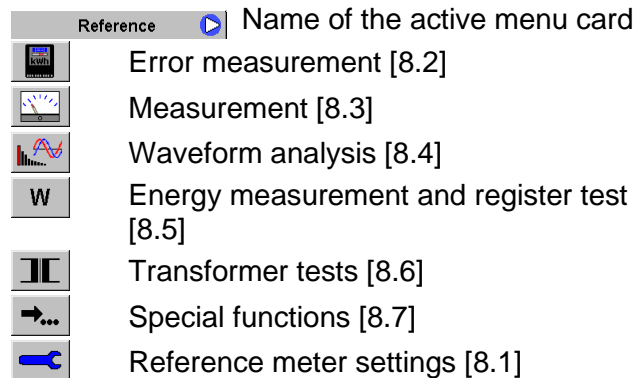 Reference Name of the active menu card
kWh Error measurement [8.2]
Measurement [8.3]
Waveform analysis [8.4]
W Energy measurement and register test
[8.5]
Transformer tests [8.6]
... Special functions [8.7]
Reference meter settings [8.1]